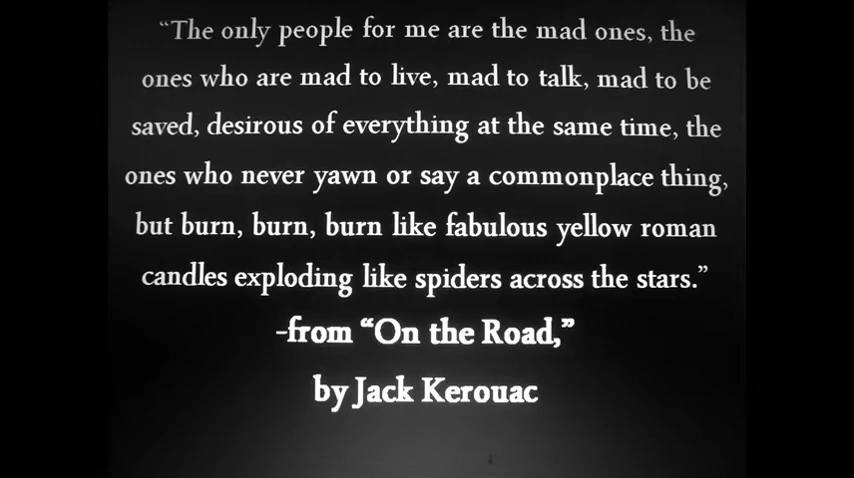 “The only people for me are the mad ones, the
ones who are mad to live, mad to talk, mad to be
saved, desirous of everything at the same time, the
ones who never yawn or say a commonplace thing,
but burn, burn, burn like fabulous yellow roman
candles exploding like spiders across the stars.”
-from “On the Road,”
by Jack Kerouac